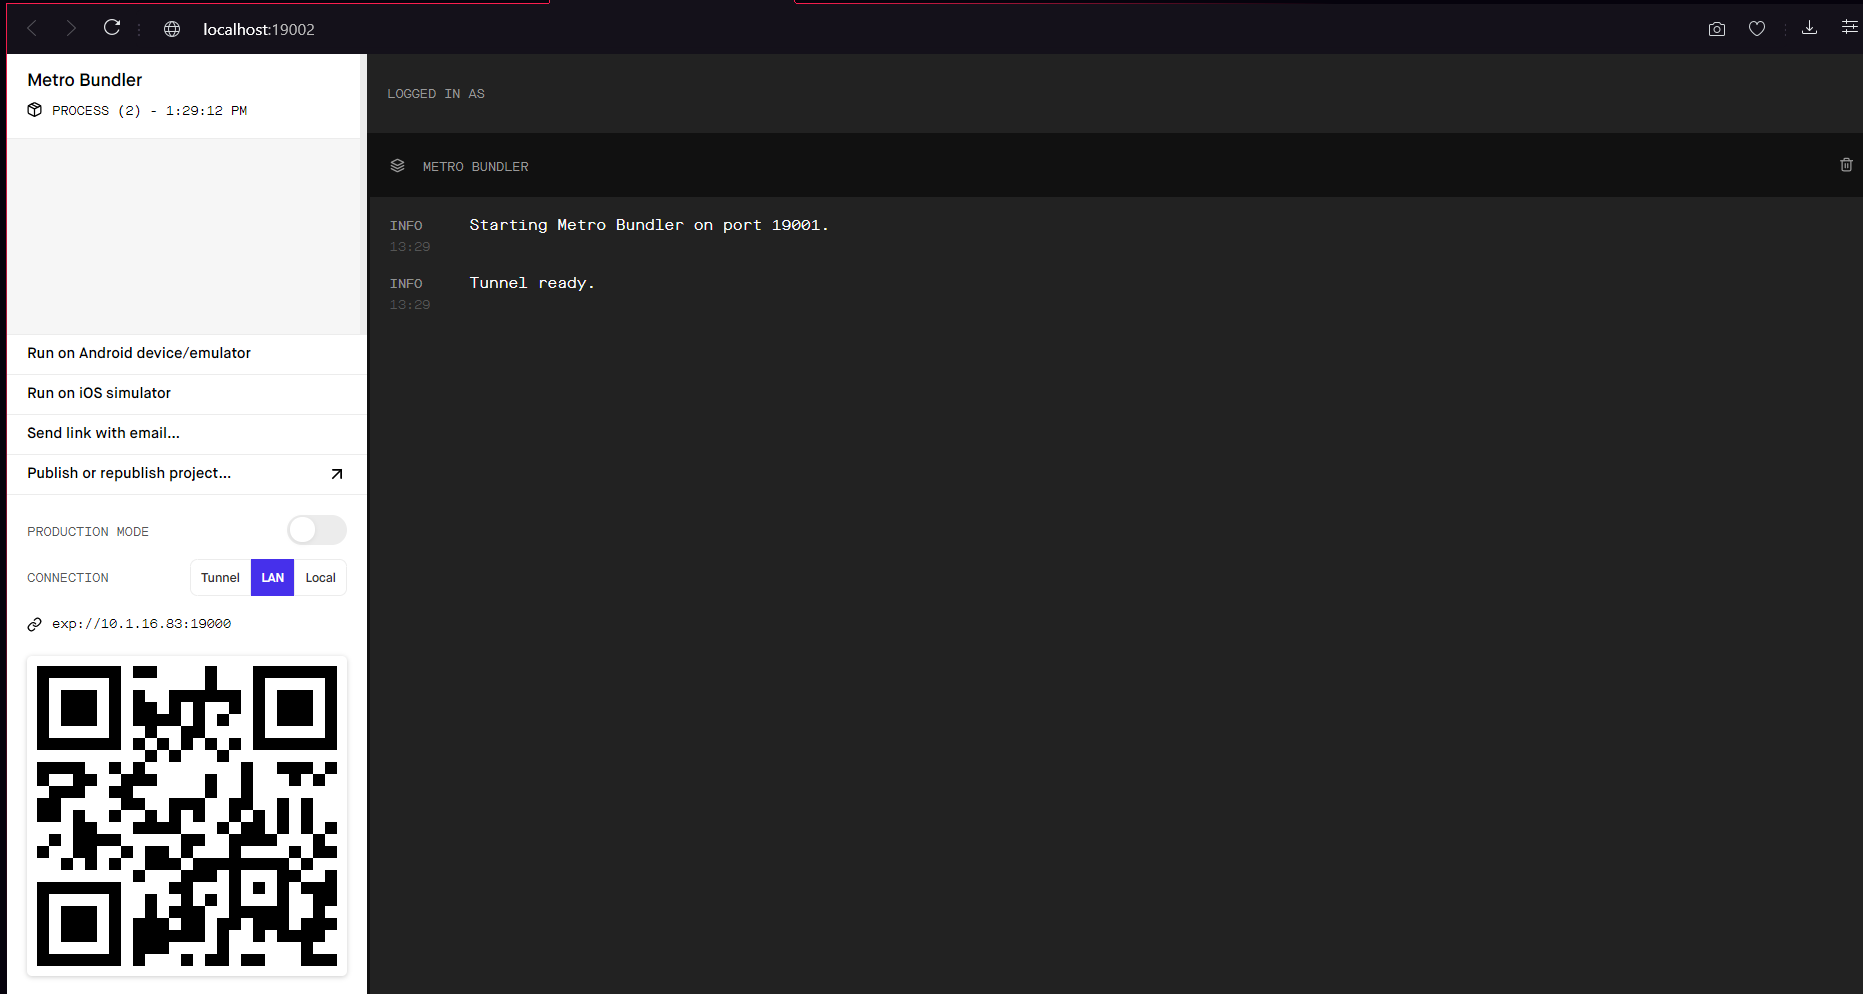 localhost:19002
Metro Bundler
PROCESS (2) - 1:29:12 PM
Run on Android device/emulator
Run on iOS simulator
Send link with email...
Publish or republish project...
PRODUCTION MODE
CONNECTION
Tunnel LAN Local
exp://10.1.16.83:19000
LOGGED IN AS
METRO BUNDLER
INFO Starting Metro Bundler on port 19001.
13:29
INFO Tunnel ready.
13:29